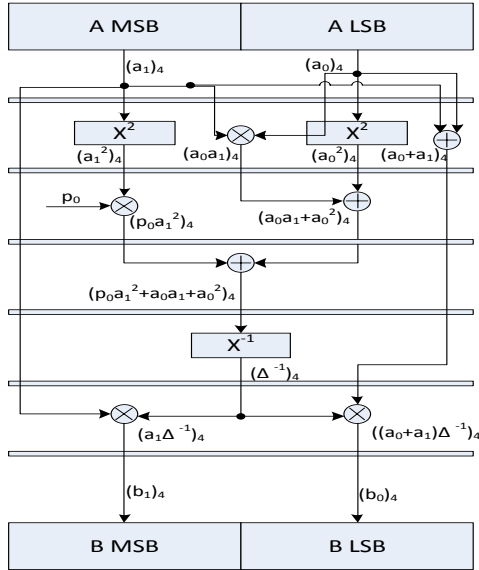 A MSB A LSB
(a₁)₄ (a₀)₄
X² X²
(a₁²)₄ (a₀a₁)₄ (a₀²)₄ (a₀+a₁)₄
p₀
(p₀a₁²)₄ (a₀a₁+a₀²)₄
(p₀a₁²+a₀a₁+a₀²)₄
X⁻¹
(Δ⁻¹)₄
(a₁Δ⁻¹)₄ ((a₀+a₁)Δ⁻¹)₄
(b₁)₄ (b₀)₄
B MSB B LSB